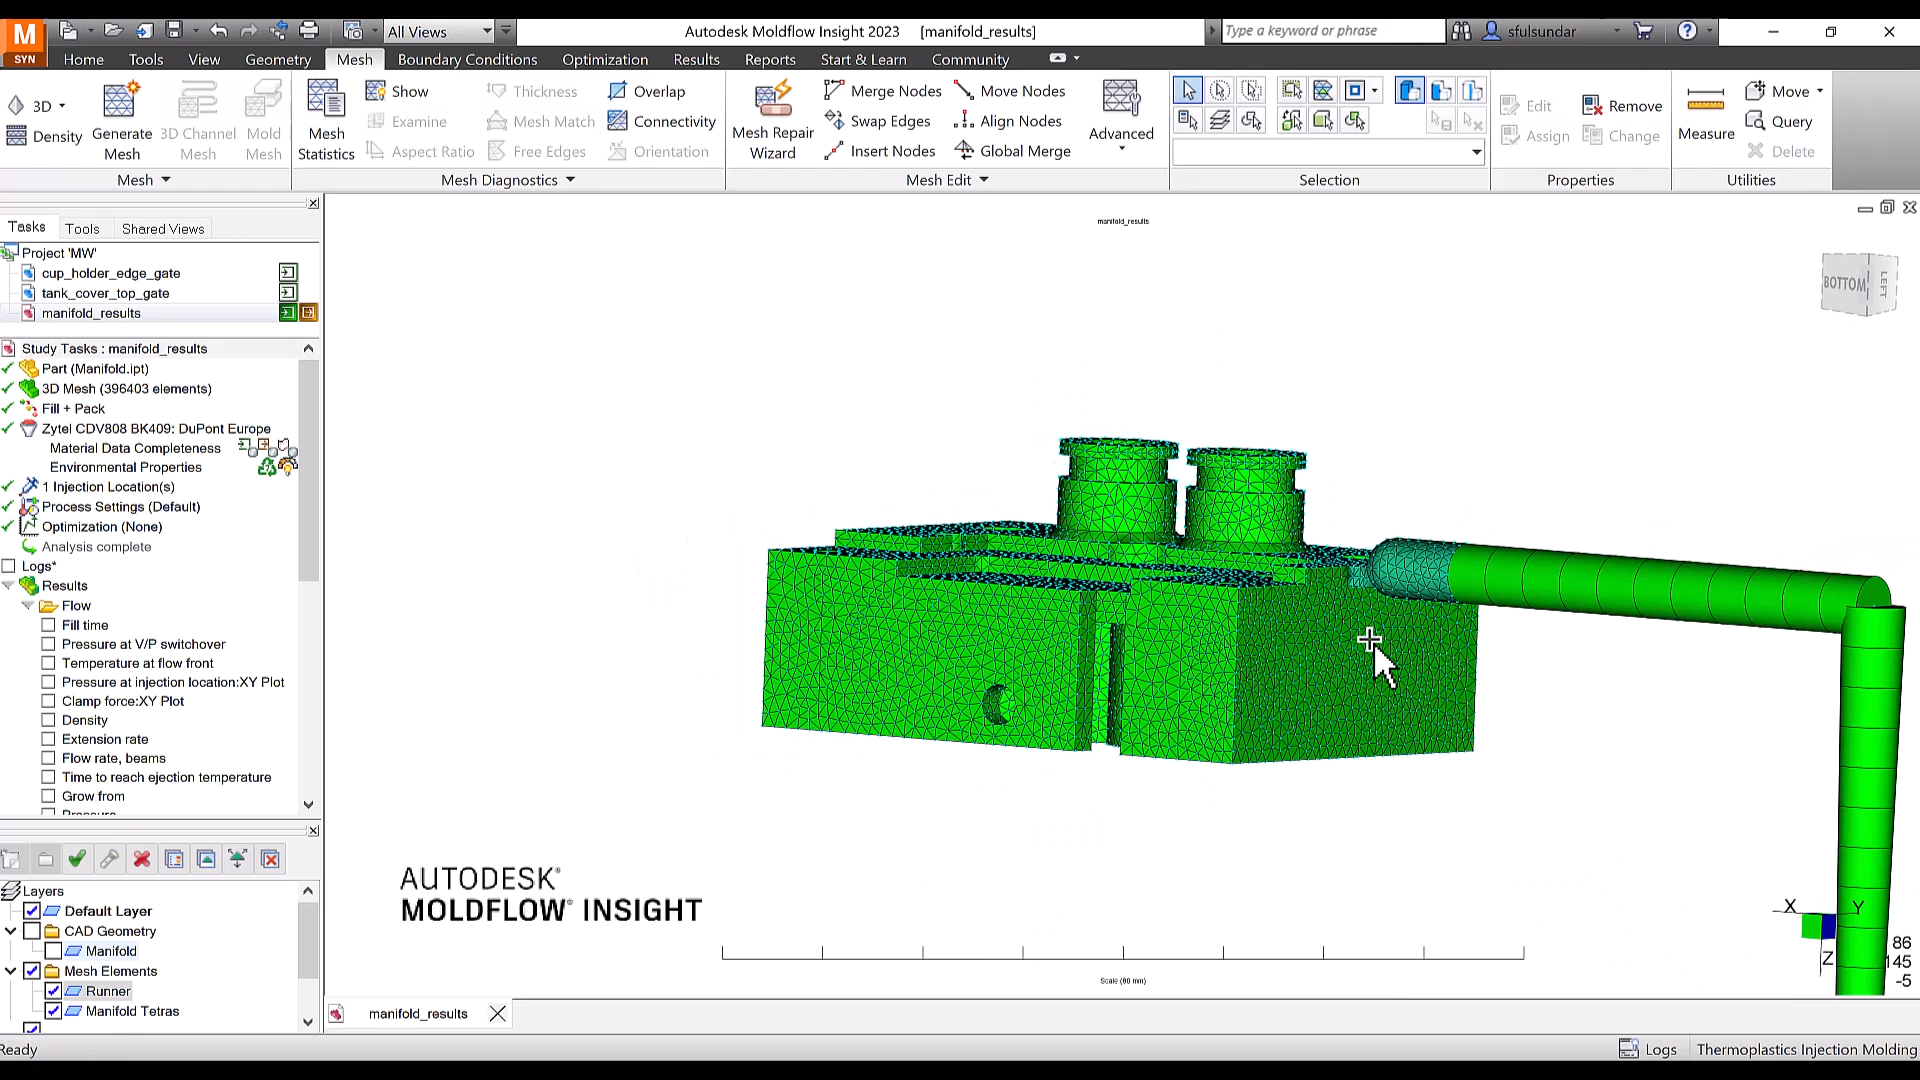 M
SYN
All Views
Autodesk Moldflow Insight 2023 [manifold_results]
Type a keyword or phrase
sfulsundar
Home Tools View Geometry Mesh Boundary Conditions Optimization Results Reports Start & Learn Community
3D
Density
Generate Mesh
3D Channel Mesh
Mold Mesh
Mesh
Mesh Statistics
Show
Examine
Aspect Ratio
Thickness
Mesh Match
Free Edges
Overlap
Connectivity
Orientation
Mesh Diagnostics
Mesh Repair Wizard
Merge Nodes
Swap Edges
Insert Nodes
Move Nodes
Align Nodes
Global Merge
Advanced
Mesh Edit
Selection
Edit
Assign
Remove
Change
Properties
Measure
Move
Query
Delete
Utilities
Tasks Tools Shared Views
Project 'MW'
cup_holder_edge_gate
tank_cover_top_gate
manifold_results
Study Tasks : manifold_results
Part (Manifold.ipt)
3D Mesh (396403 elements)
Fill + Pack
Zytel CDV808 BK409: DuPont Europe
Material Data Completeness
Environmental Properties
1 Injection Location(s)
Process Settings (Default)
Optimization (None)
Analysis complete
Logs*
Results
Flow
Fill time
Pressure at V/P switchover
Temperature at flow front
Pressure at injection location:XY Plot
Clamp force:XY Plot
Density
Extension rate
Flow rate, beams
Time to reach ejection temperature
Grow from
Pressure
Layers
Default Layer
CAD Geometry
Manifold
Mesh Elements
Runner
Manifold Tetras
manifold_results
BOTTOM
LEFT
AUTODESK®
MOLDFLOW® INSIGHT
X
Y
Z
86
145
-5
Scale (80 mm)
manifold_results
Ready
Logs
Thermoplastics Injection Molding